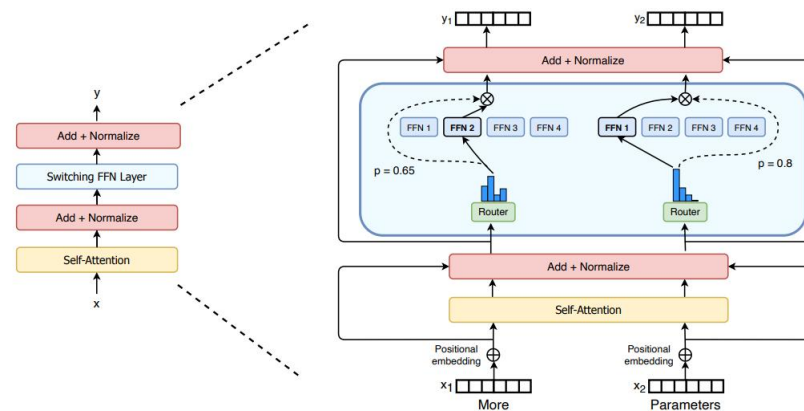 y
Add + Normalize
Switching FFN Layer
Add + Normalize
Self-Attention
x
y₁
y₂
Add + Normalize
FFN 1 FFN 2 FFN 3 FFN 4
FFN 1 FFN 2 FFN 3 FFN 4
p = 0.65
p = 0.8
Router
Router
Add + Normalize
Self-Attention
Positional
embedding
Positional
embedding
x₁
x₂
More
Parameters